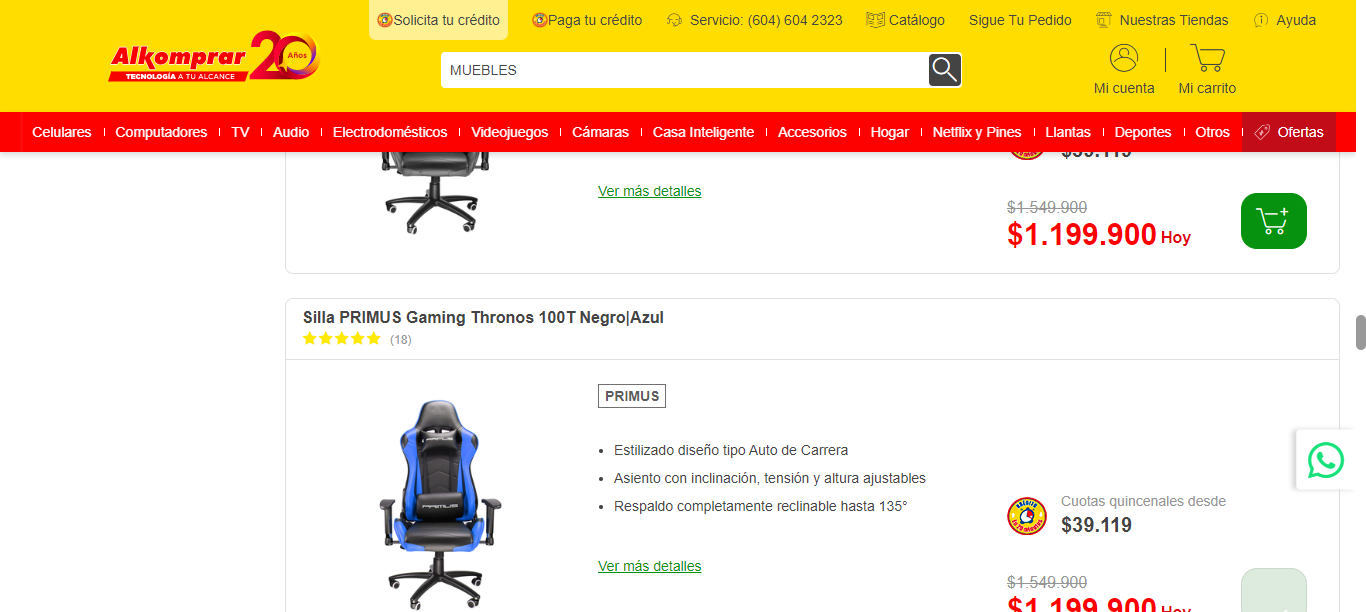 Solicita tu crédito
Paga tu crédito
Servicio: (604) 604 2323
Catálogo
Sigue Tu Pedido
Nuestras Tiendas
Ayuda
Alkomprar
20 Años
TECNOLOGÍA A TU ALCANCE
MUEBLES
Mi cuenta
Mi carrito
Celulares
Computadores
TV
Audio
Electrodomésticos
Videojuegos
Cámaras
Casa Inteligente
Accesorios
Hogar
Netflix y Pines
Llantas
Deportes
Otros
Ofertas
$39.119
Ver más detalles
$1.549.900
$1.199.900 Hoy
Silla PRIMUS Gaming Thronos 100T Negro|Azul
(18)
PRIMUS
PRIMUS
PRIMUS
• Estilizado diseño tipo Auto de Carrera
• Asiento con inclinación, tensión y altura ajustables
• Respaldo completamente reclinable hasta 135°
Cuotas quincenales desde
$39.119
Ver más detalles
$1.549.900
$1.199.900 Hoy